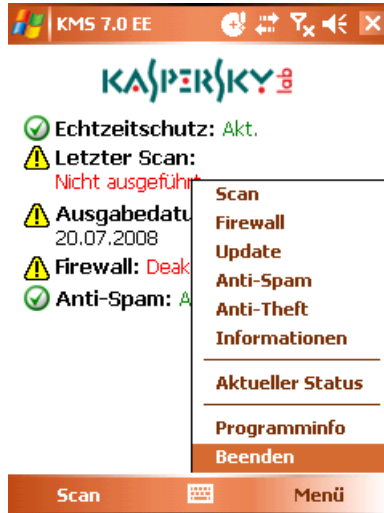 KMS 7.0 EE
KASPERSKY lab
Echtzeitschutz: Akt.
Letzter Scan:
Nicht ausgeführt
Ausgabedatu
20.07.2008
Firewall: Deak
Anti-Spam: A
Scan
Firewall
Update
Anti-Spam
Anti-Theft
Informationen
Aktueller Status
Programminfo
Beenden
Scan
Menü